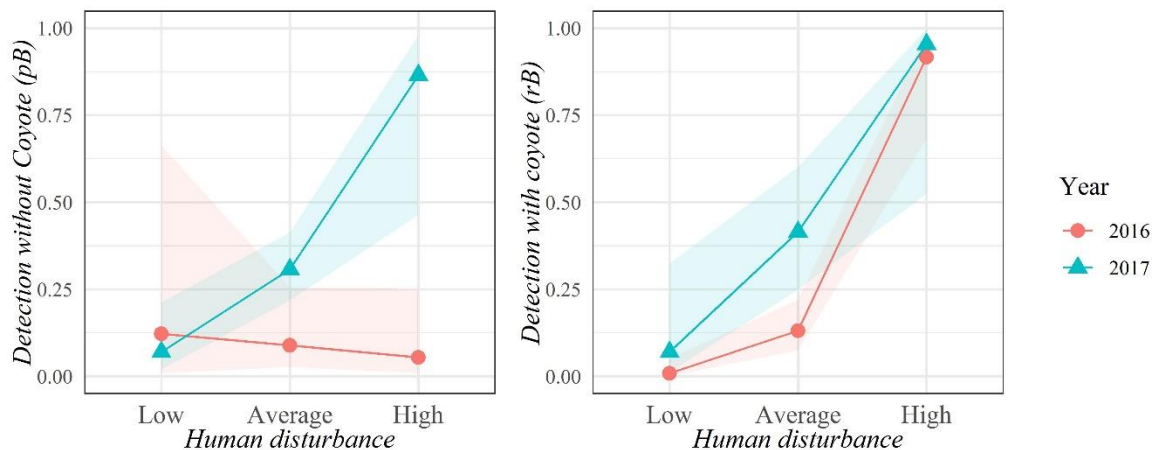 Detection without Coyote (pB)
1.00
0.75
0.50
0.25
0.00
Low Average High
Human disturbance
Detection with coyote (rB)
1.00
0.75
0.50
0.25
0.00
Low Average High
Human disturbance
Year
2016
2017